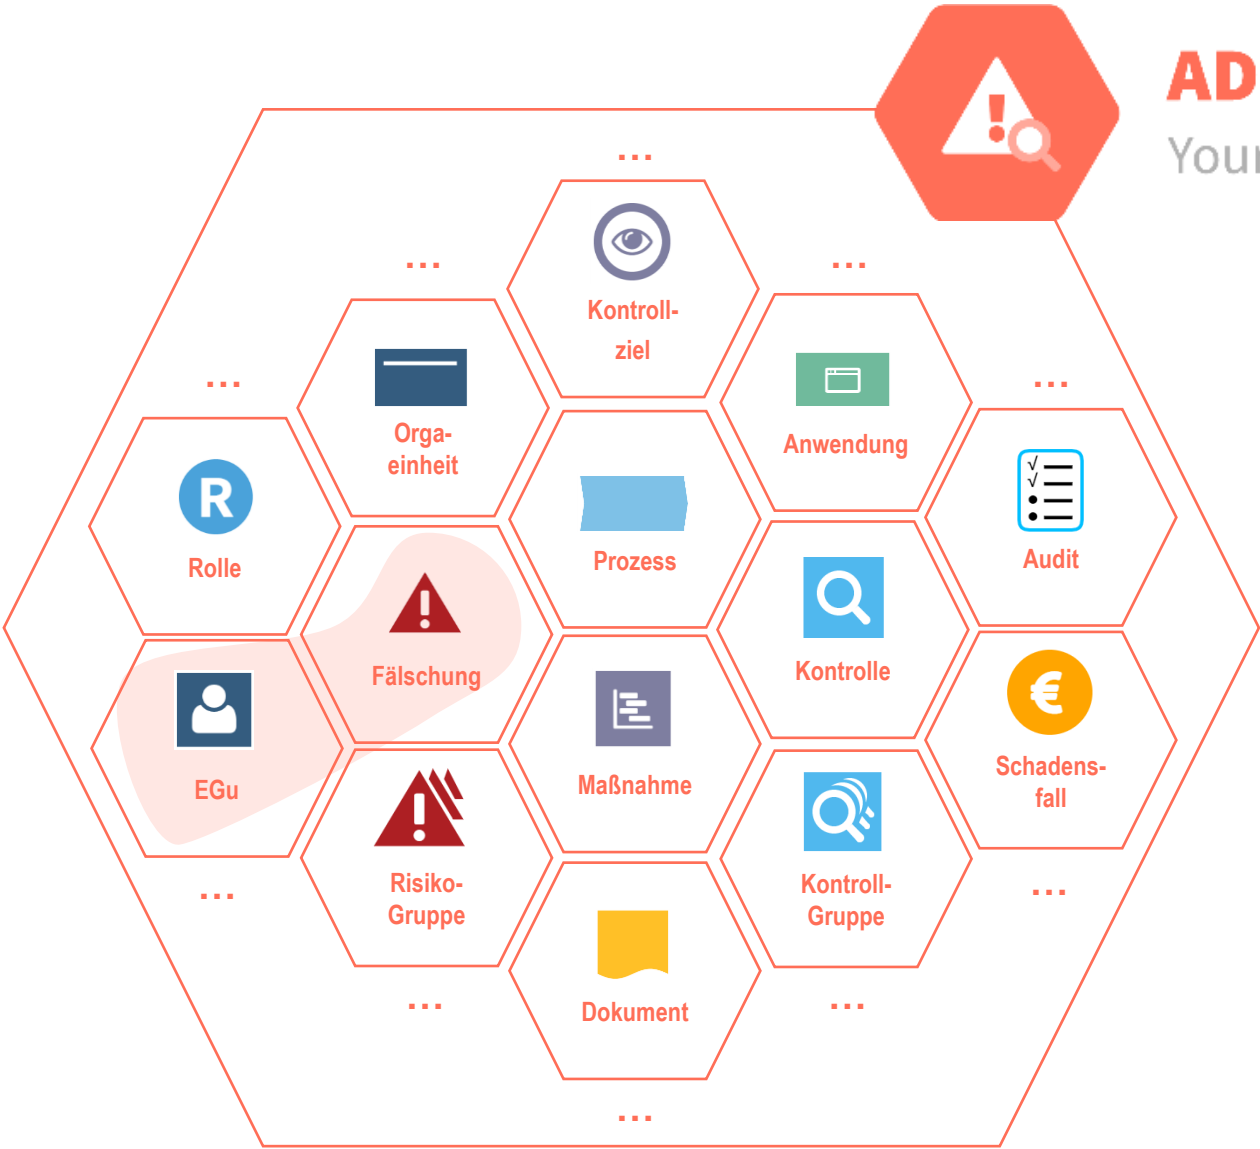 AD
Your
...
Kontroll-
ziel
...
...
Orga-
einheit
Anwendung
...
...
R
Rolle
Prozess
√
√
Audit
Fälschung
Kontrolle
EGu
Maßnahme
€
Schadens-
fall
...
Risiko-
Gruppe
Kontroll-
Gruppe
...
Dokument
...
...
...